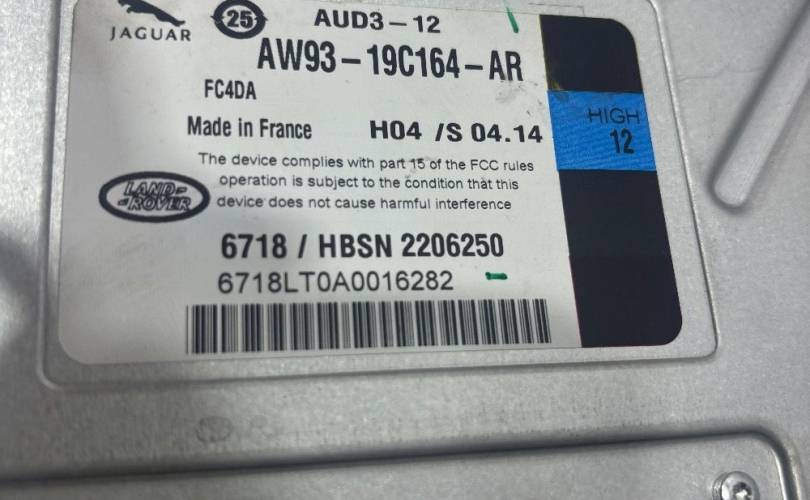 JAGUAR
25
AUD3-12
AW93-19C164-AR
FC4DA
Made in France H04 /S 04.14
HIGH
12
The device complies with part 15 of the FCC rules
operation is subject to the condition that this
device does not cause harmful interference
LAND-
-ROVER
6718 / HBSN 2206250
6718LT0A0016282